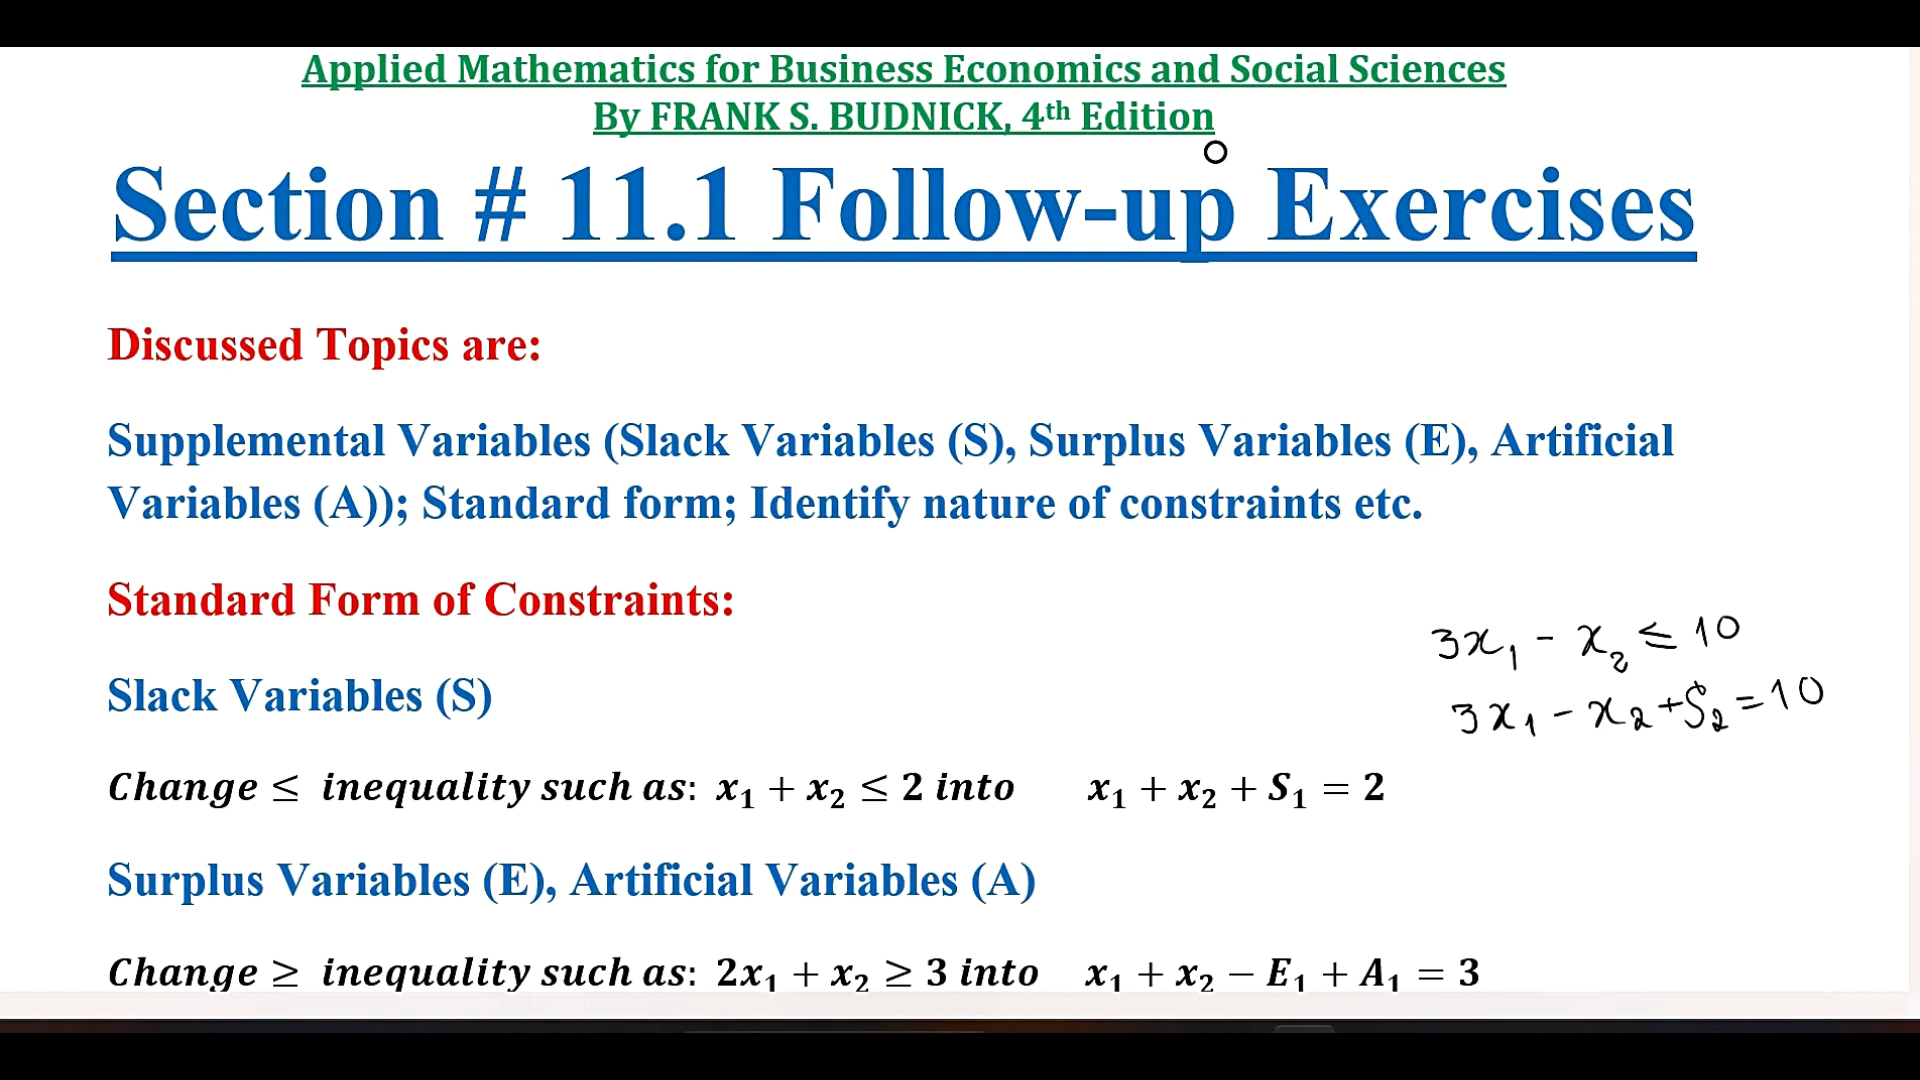 Applied Mathematics for Business Economics and Social Sciences
By FRANK S. BUDNICK, 4th Edition
Section # 11.1 Follow-up Exercises
Discussed Topics are:
Supplemental Variables (Slack Variables (S), Surplus Variables (E), Artificial
Variables (A)); Standard form; Identify nature of constraints etc.
Standard Form of Constraints:
3x₁ - x₂ ≤ 10
Slack Variables (S)
3x₁ - x₂ + S₂ = 10
Change ≤ inequality such as: x₁ + x₂ ≤ 2 into x₁ + x₂ + S₁ = 2
Surplus Variables (E), Artificial Variables (A)
Change ≥ inequality such as: 2x₁ + x₂ ≥ 3 into x₁ + x₂ − E₁ + A₁ = 3